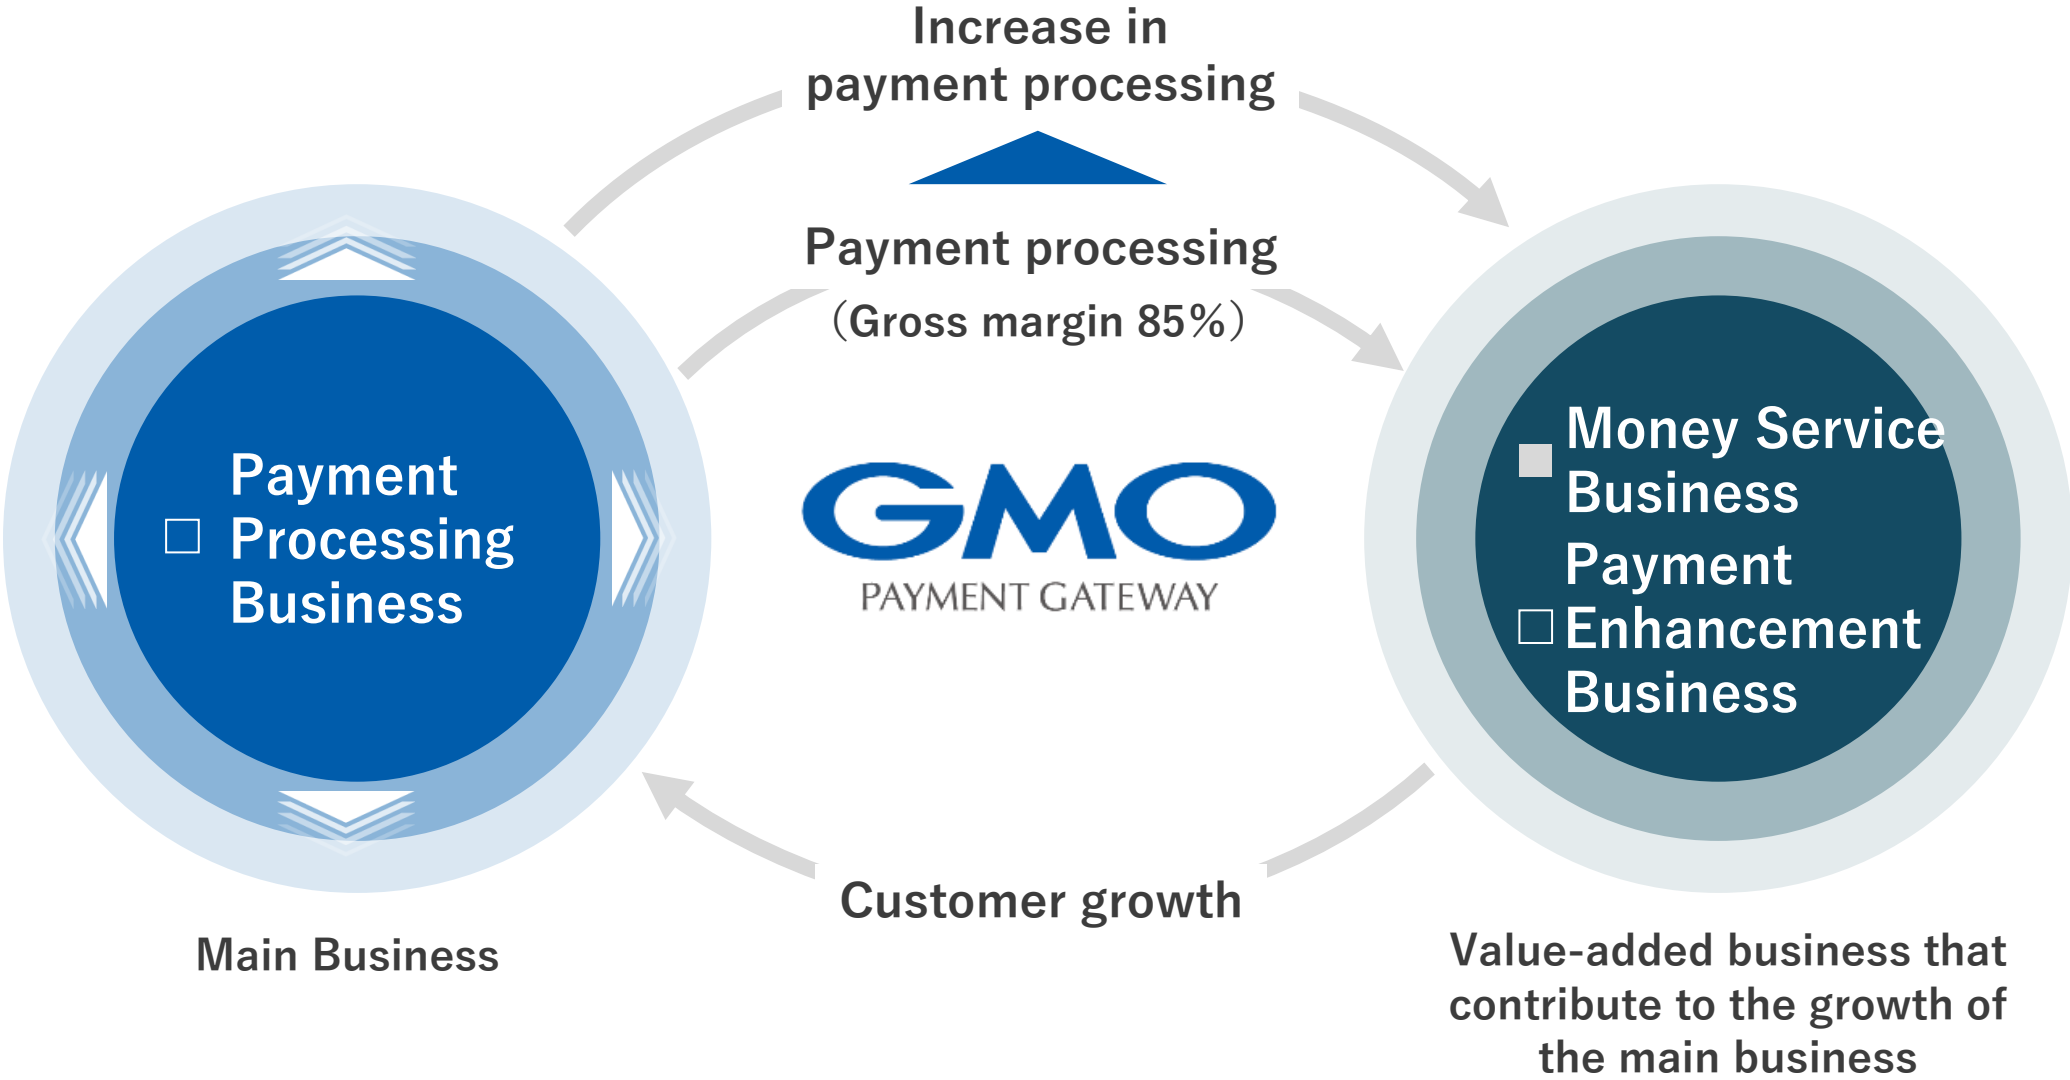 Increase in
payment processing
Payment processing
（Gross margin 85%）
Payment
Processing
Business
GMO
PAYMENT GATEWAY
Money Service
Business
Payment
Enhancement
Business
Customer growth
Main Business
Value-added business that
contribute to the growth of
the main business